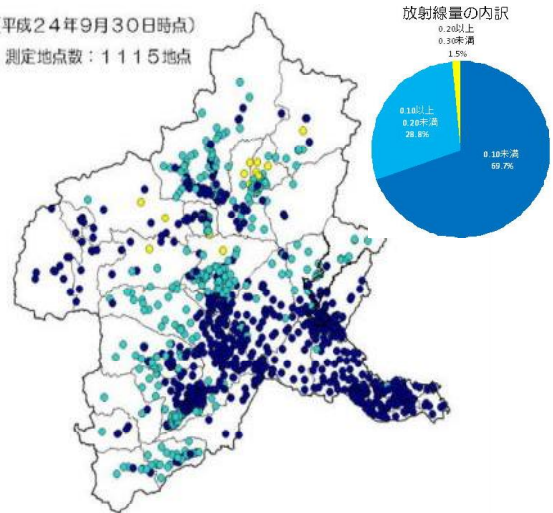 (平成24年9月30日時点)
測定地点数：1115地点
放射線量の内訳
0.20以上
0.30未満
1.5%
0.10以上
0.20未満
28.8%
0.10未満
69.7%